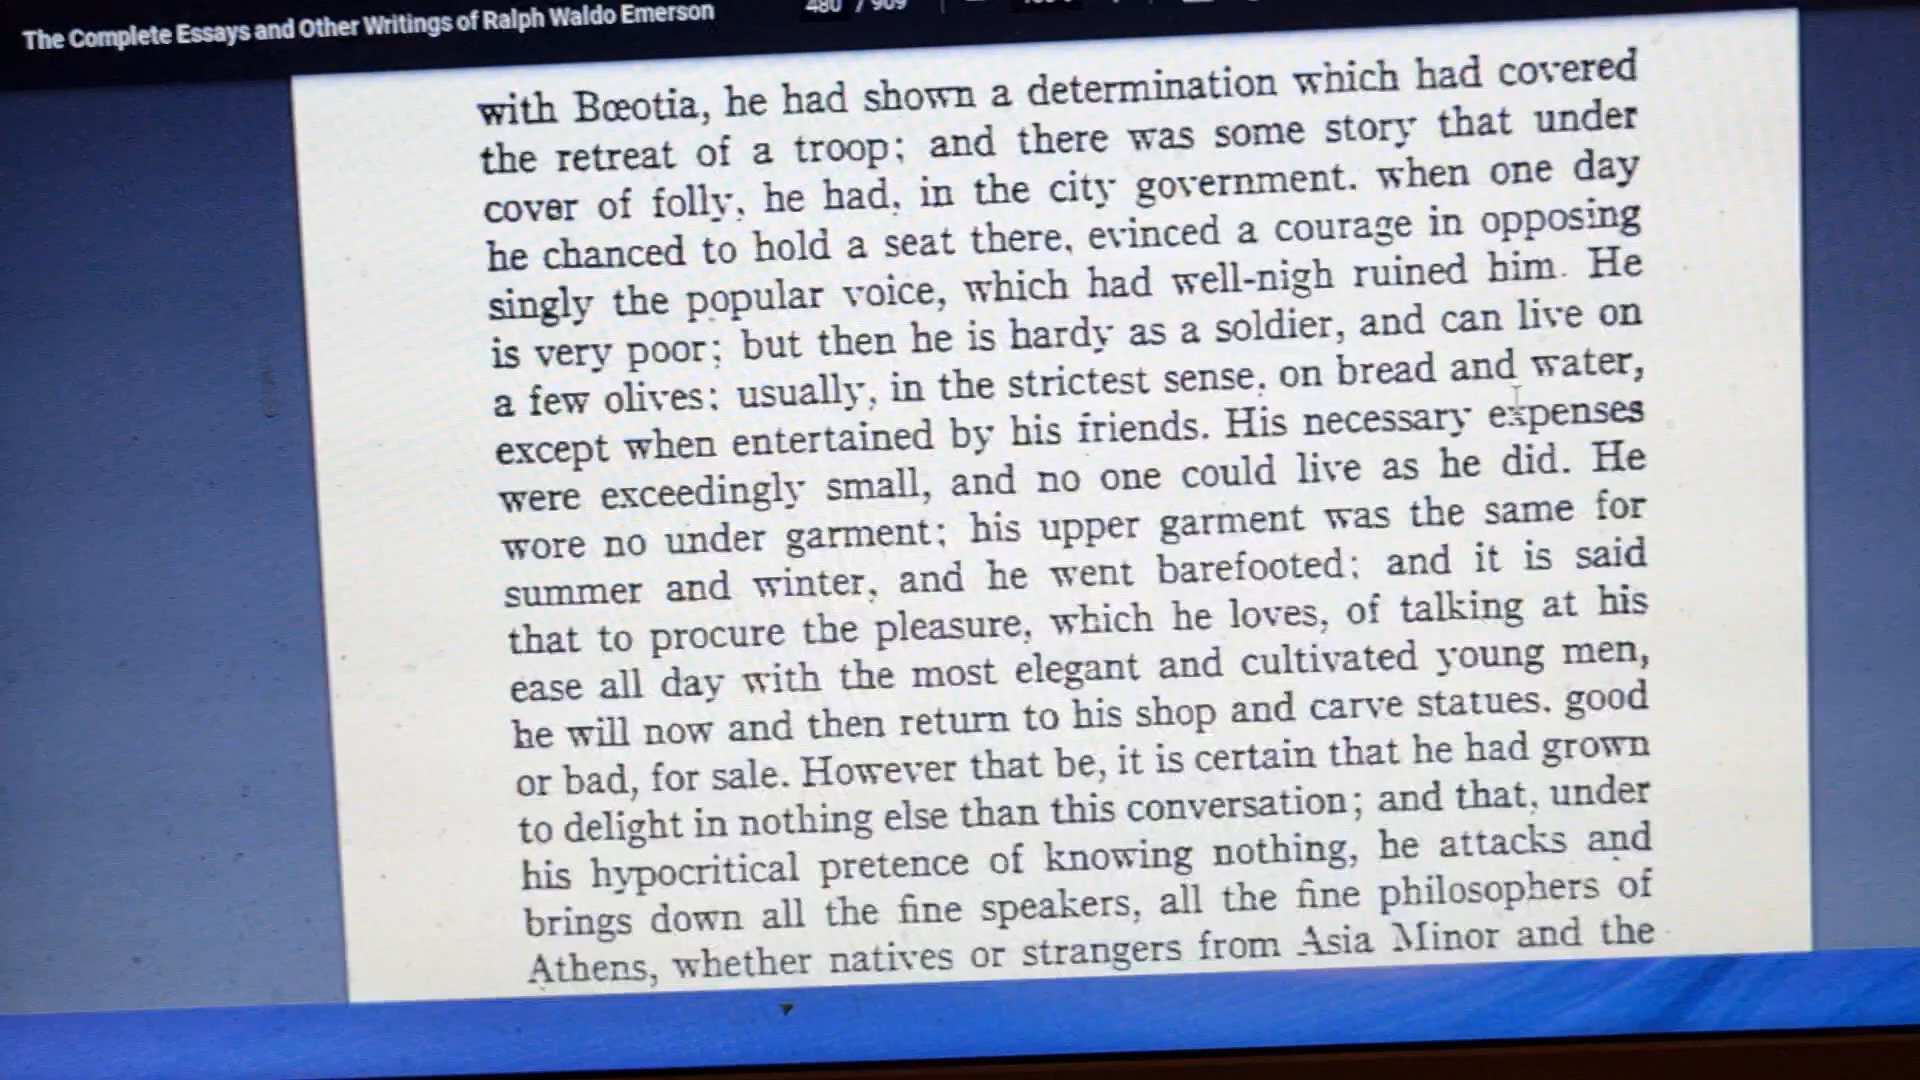 The Complete Essays and Other Writings of Ralph Waldo Emerson
480 / 909
with Bœotia, he had shown a determination which had covered
the retreat of a troop; and there was some story that under
cover of folly, he had, in the city government, when one day
he chanced to hold a seat there, evinced a courage in opposing
singly the popular voice, which had well-nigh ruined him. He
is very poor; but then he is hardy as a soldier, and can live on
a few olives; usually, in the strictest sense, on bread and water,
except when entertained by his friends. His necessary expenses
were exceedingly small, and no one could live as he did. He
wore no under garment; his upper garment was the same for
summer and winter, and he went barefooted; and it is said
that to procure the pleasure, which he loves, of talking at his
ease all day with the most elegant and cultivated young men,
he will now and then return to his shop and carve statues, good
or bad, for sale. However that be, it is certain that he had grown
to delight in nothing else than this conversation; and that, under
his hypocritical pretence of knowing nothing, he attacks and
brings down all the fine speakers, all the fine philosophers of
Athens, whether natives or strangers from Asia Minor and the